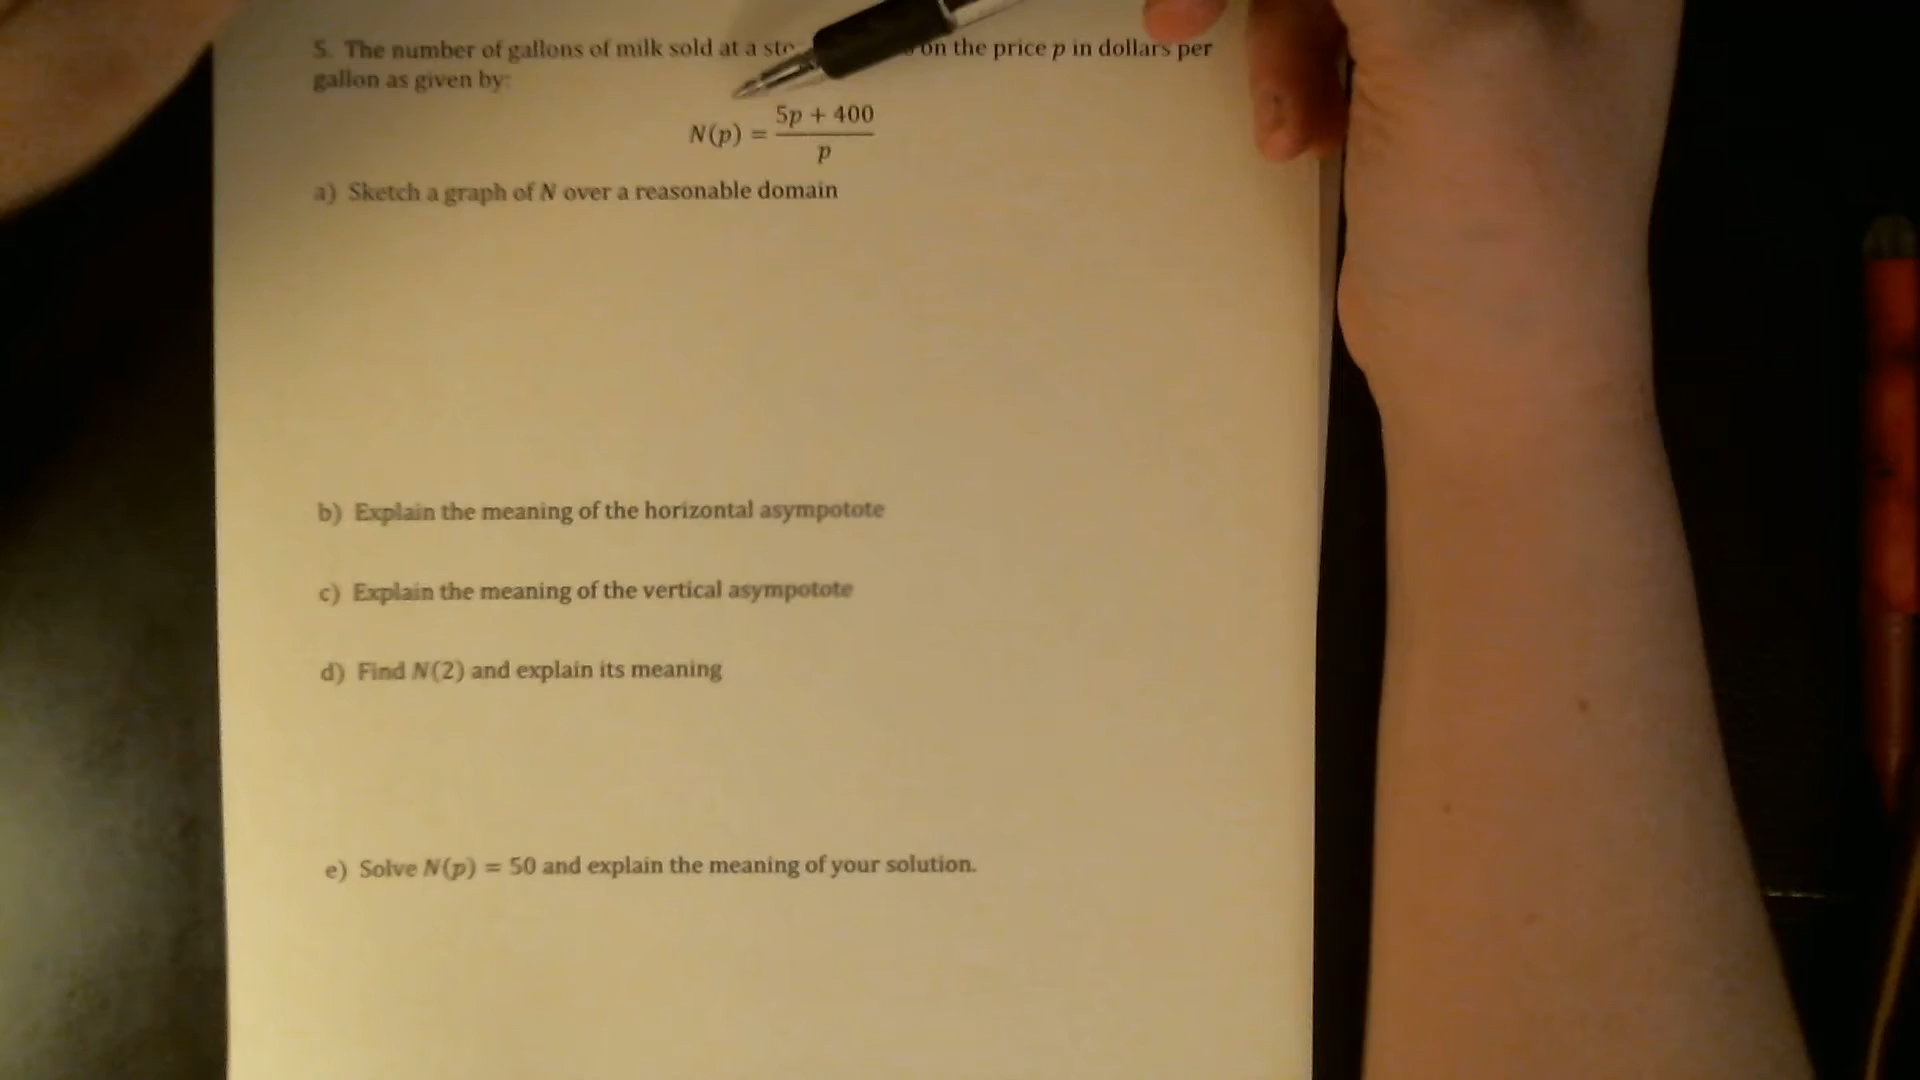 5. The number of gallons of milk sold at a on the price p in dollars per
gallon as given by:
N(p) = \frac{5p + 400}{p}
a) Sketch a graph of N over a reasonable domain
b) Explain the meaning of the horizontal asympotote
c) Explain the meaning of the vertical asympotote
d) Find N(2) and explain its meaning
e) Solve N(p) = 50 and explain the meaning of your solution.